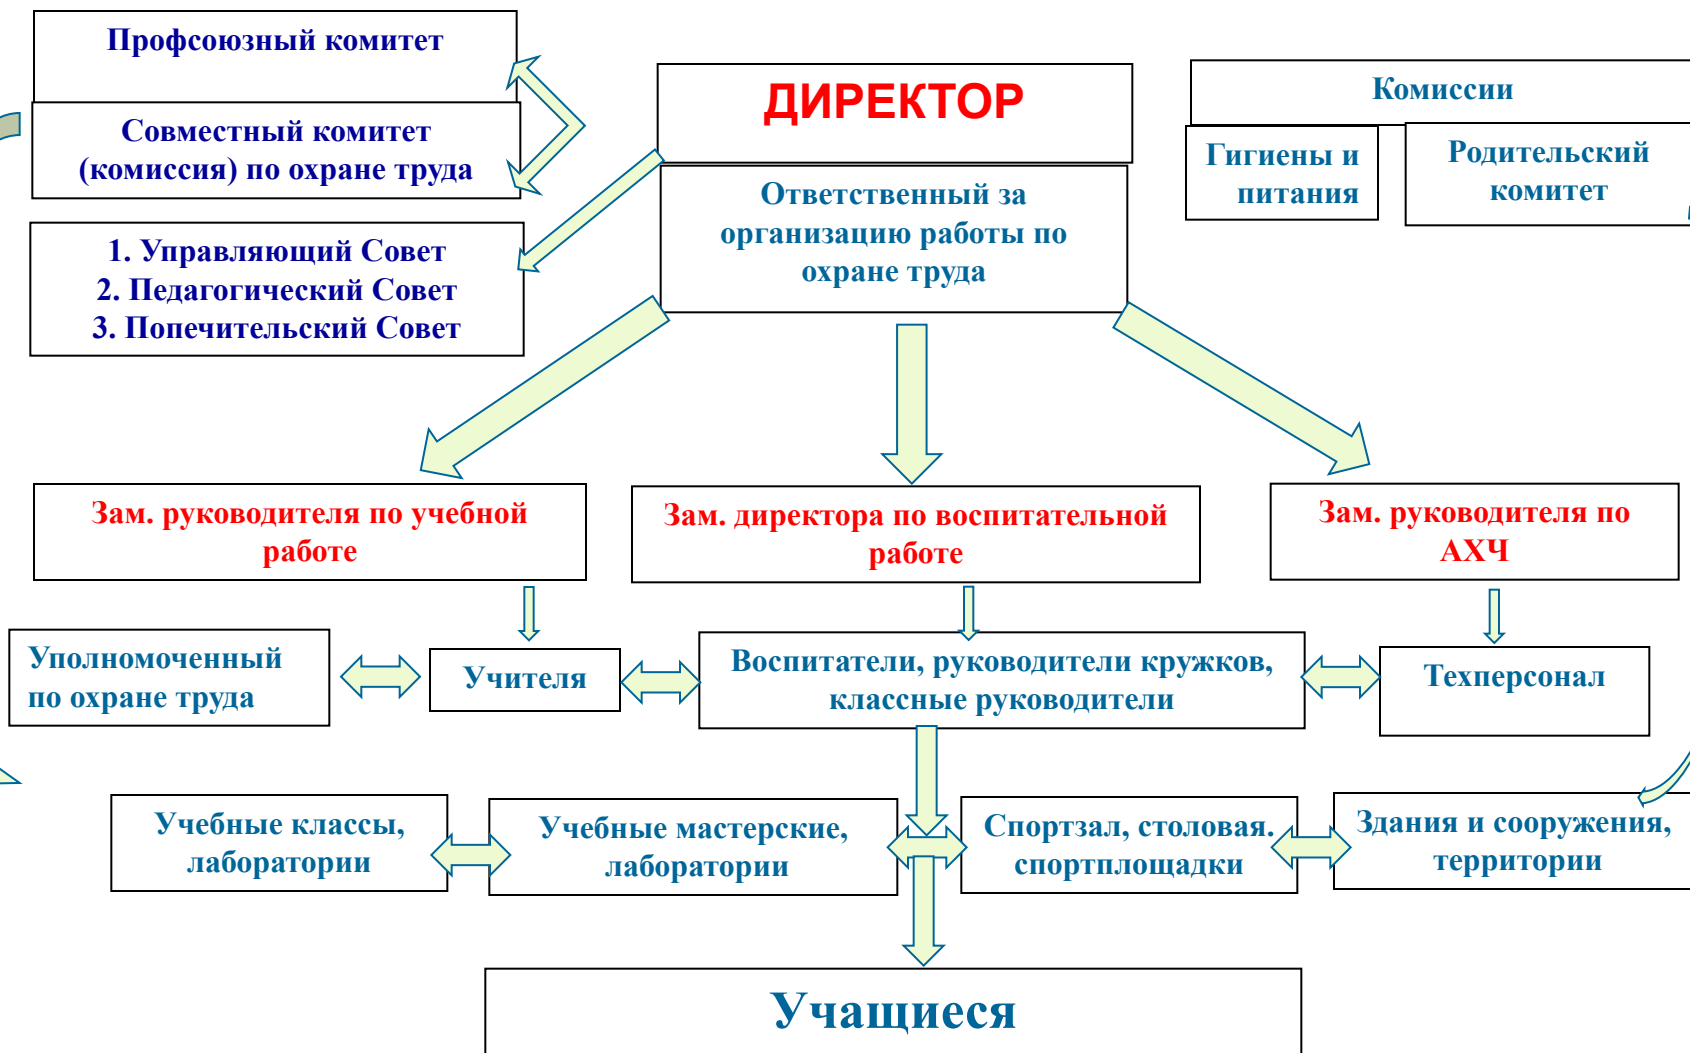 Профсоюзный комитет
Совместный комитет
(комиссия) по охране труда
1. Управляющий Совет
2. Педагогический Совет
3. Попечительский Совет
ДИРЕКТОР
Ответственный за
организацию работы по
охране труда
Комиссии
Гигиены и
питания
Родительский
комитет
Зам. руководителя по учебной
работе
Зам. директора по воспитательной
работе
Зам. руководителя по
АХЧ
Уполномоченный
по охране труда
Учителя
Воспитатели, руководители кружков,
классные руководители
Техперсонал
Учебные классы,
лаборатории
Учебные мастерские,
лаборатории
Спортзал, столовая.
спортплощадки
Здания и сооружения,
территории
Учащиеся